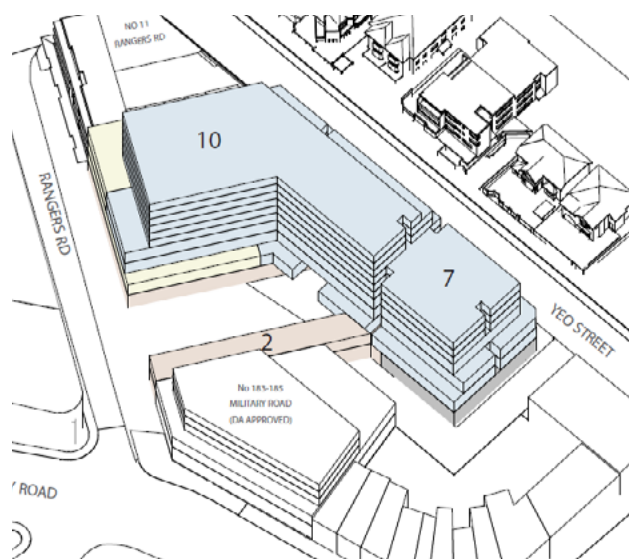 NO 11
RANGERS RD
10
RANGERS RD
7
YEO STREET
2
No 183-185
MILITARY ROAD
(DA APPROVED)
Y ROAD